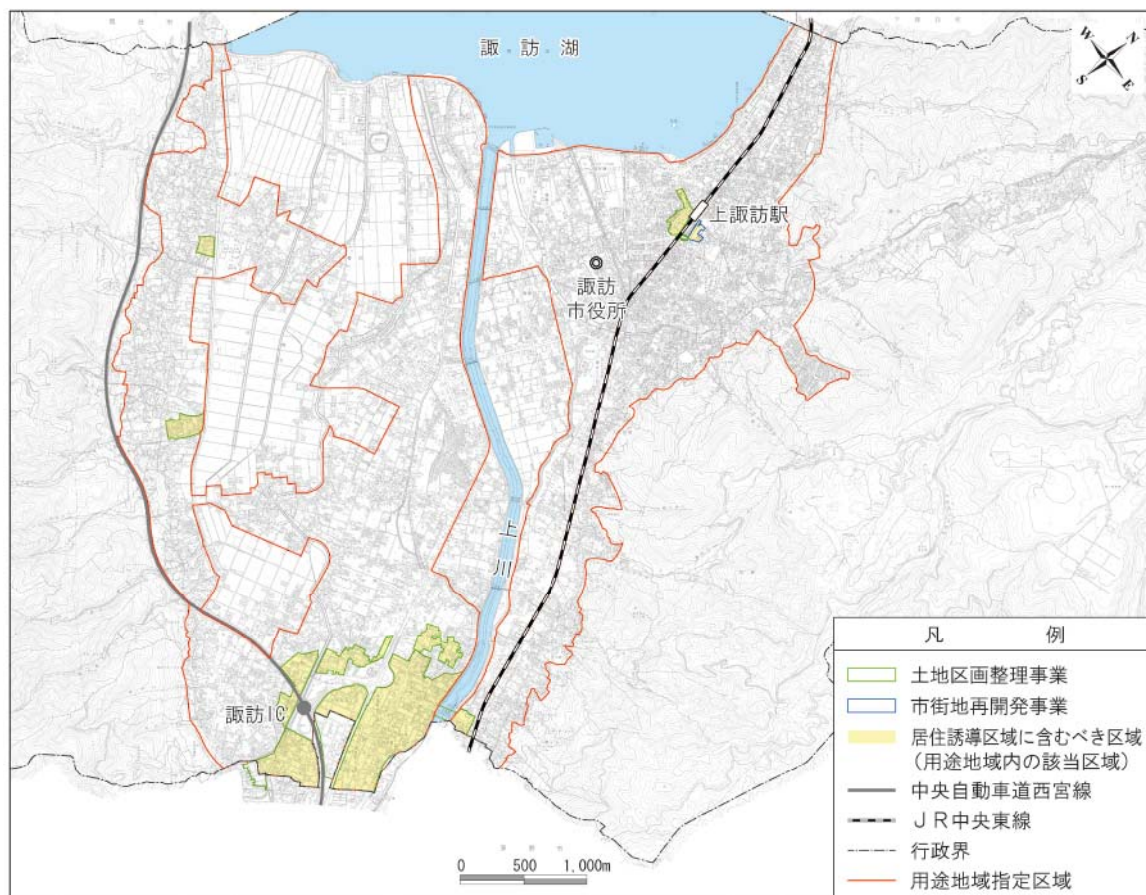 諏訪湖
W
N
S
E
上諏訪駅
諏訪
市役所
上川
諏訪IC
0 500 1,000m
凡例
土地区画整理事業
市街地再開発事業
居住誘導区域に含むべき区域
(用途地域内の該当区域)
中央自動車道西宮線
JR中央東線
行政界
用途地域指定区域